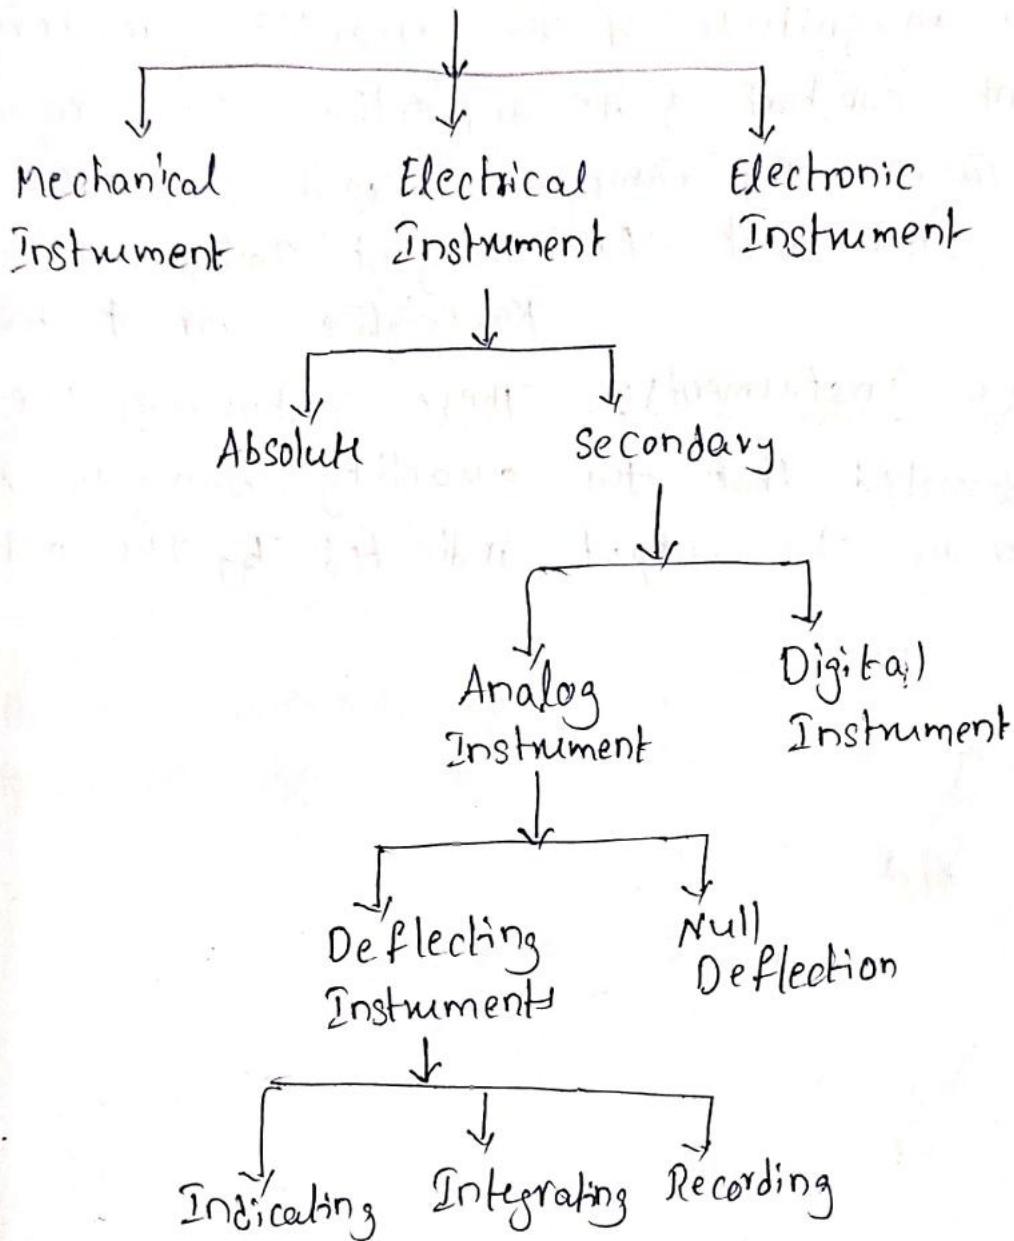 Mechanical Electrical Electronic
Instrument Instrument Instrument
Absolute Secondary
Analog Digital
Instrument Instrument
Deflecting Null
Instruments Deflection
Indicating Integrating Recording